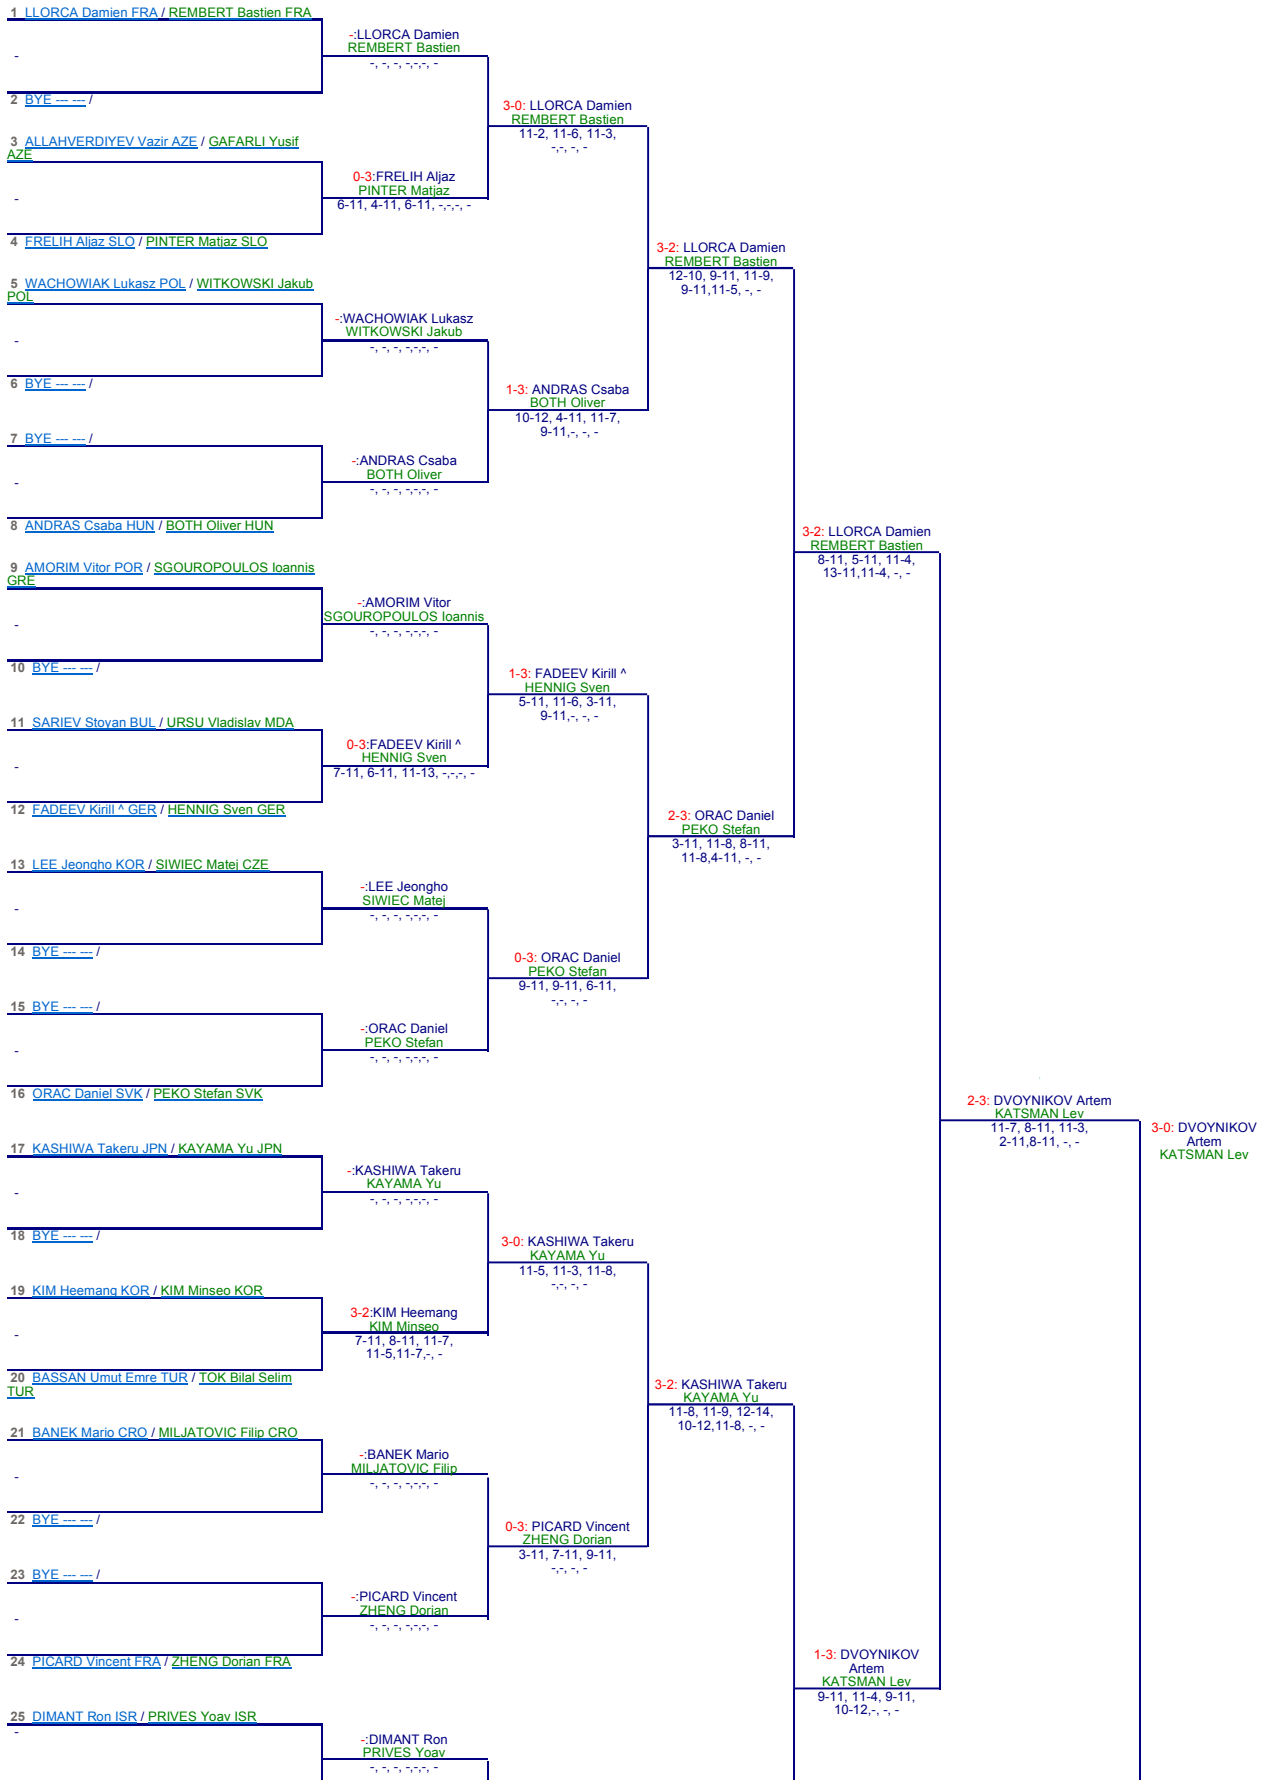 1 LLORCA Damien FRA / REMBERT Bastien FRA
-
2 BYE --- --- /
3 ALLAHVERDIYEV Vazir AZE / GAFARLI Yusif
AZE
-
4 FRELIH Aljaz SLO / PINTER Matjaz SLO
5 WACHOWIAK Lukasz POL / WITKOWSKI Jakub
POL
-
6 BYE --- --- /
7 BYE --- --- /
-
8 ANDRAS Csaba HUN / BOTH Oliver HUN
9 AMORIM Vitor POR / SGOUROPOULOS Ioannis
GRE
-
10 BYE --- --- /
11 SARIEV Stoyan BUL / URSU Vladislav MDA
-
12 FADEEV Kirill ^ GER / HENNIG Sven GER
13 LEE Jeongho KOR / SIWIEC Matej CZE
-
14 BYE --- --- /
15 BYE --- --- /
-
16 ORAC Daniel SVK / PEKO Stefan SVK
17 KASHIWA Takeru JPN / KAYAMA Yu JPN
-
18 BYE --- --- /
19 KIM Heemang KOR / KIM Minseo KOR
-
20 BASSAN Umut Emre TUR / TOK Bilal Selim
TUR
21 BANEK Mario CRO / MILJATOVIC Filip CRO
-
22 BYE --- --- /
23 BYE --- --- /
-
24 PICARD Vincent FRA / ZHENG Dorian FRA
25 DIMANT Ron ISR / PRIVES Yoav ISR
-
-:LLORCA Damien
REMBERT Bastien
-, -, -, -,-,-, -
0-3:FRELIH Aljaz
PINTER Matjaz
6-11, 4-11, 6-11, -,-,-, -
-:WACHOWIAK Lukasz
WITKOWSKI Jakub
-, -, -, -,-,-, -
-:ANDRAS Csaba
BOTH Oliver
-, -, -, -,-,-, -
-:AMORIM Vitor
SGOUROPOULOS Ioannis
-, -, -, -,-,-, -
0-3:FADEEV Kirill ^
HENNIG Sven
7-11, 6-11, 11-13, -,-,-, -
-:LEE Jeongho
SIWIEC Matej
-, -, -, -,-,-, -
-:ORAC Daniel
PEKO Stefan
-, -, -, -,-,-, -
-:KASHIWA Takeru
KAYAMA Yu
-, -, -, -,-,-, -
3-2:KIM Heemang
KIM Minseo
7-11, 8-11, 11-7,
11-5,11-7,-, -
-:BANEK Mario
MILJATOVIC Filip
-, -, -, -,-,-, -
-:PICARD Vincent
ZHENG Dorian
-, -, -, -,-,-, -
-:DIMANT Ron
PRIVES Yoav
-, -, -, -,-,-, -
3-0: LLORCA Damien
REMBERT Bastien
11-2, 11-6, 11-3,
-,-, -, -
1-3: ANDRAS Csaba
BOTH Oliver
10-12, 4-11, 11-7,
9-11,-, -, -
1-3: FADEEV Kirill ^
HENNIG Sven
5-11, 11-6, 3-11,
9-11,-, -, -
0-3: ORAC Daniel
PEKO Stefan
9-11, 9-11, 6-11,
-,-, -, -
3-0: KASHIWA Takeru
KAYAMA Yu
11-5, 11-3, 11-8,
-,-, -, -
0-3: PICARD Vincent
ZHENG Dorian
3-11, 7-11, 9-11,
-,-, -, -
3-2: LLORCA Damien
REMBERT Bastien
12-10, 9-11, 11-9,
9-11,11-5, -, -
2-3: ORAC Daniel
PEKO Stefan
3-11, 11-8, 8-11,
11-8,4-11, -, -
3-2: KASHIWA Takeru
KAYAMA Yu
11-8, 11-9, 12-14,
10-12,11-8, -, -
3-2: LLORCA Damien
REMBERT Bastien
8-11, 5-11, 11-4,
13-11,11-4, -, -
1-3: DVOYNIKOV
Artem
KATSMAN Lev
9-11, 11-4, 9-11,
10-12,-, -, -
2-3: DVOYNIKOV Artem
KATSMAN Lev
11-7, 8-11, 11-3,
2-11,8-11, -, -
3-0: DVOYNIKOV
Artem
KATSMAN Lev